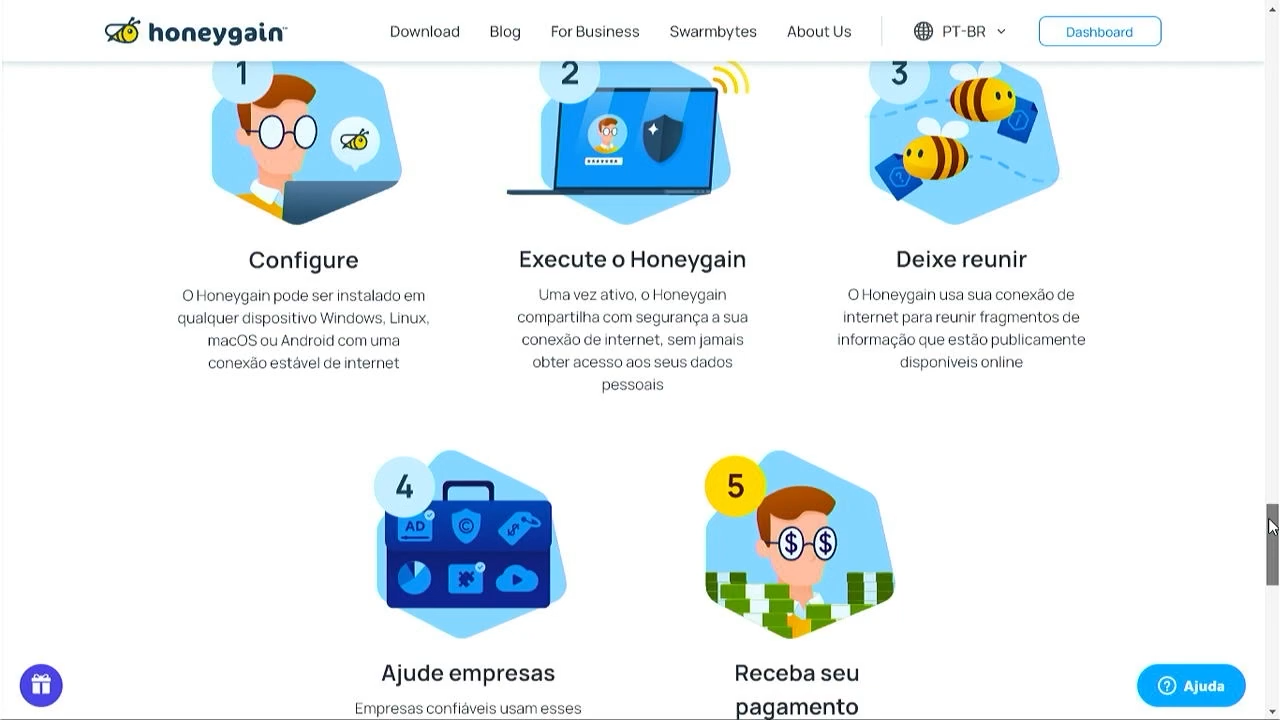 honeygain
Download
Blog
For Business
Swarmbytes
About Us
PT-BR
Dashboard
1
2
3
Configure
O Honeygain pode ser instalado em
qualquer dispositivo Windows, Linux,
macOS ou Android com uma
conexão estável de internet
Execute o Honeygain
Uma vez ativo, o Honeygain
compartilha com segurança a sua
conexão de internet, sem jamais
obter acesso aos seus dados
pessoais
Deixe reunir
O Honeygain usa sua conexão de
internet para reunir fragmentos de
informação que estão publicamente
disponíveis online
4
AD
Ajude empresas
Empresas confiáveis usam esses
5
$ $
Receba seu
pagamento
Ajuda